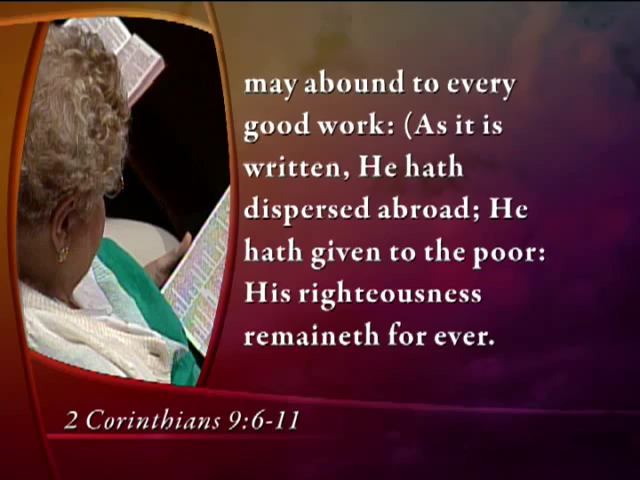 may abound to every
good work: (As it is
written, He hath
dispersed abroad; He
hath given to the poor:
His righteousness
remaineth for ever.
2 Corinthians 9:6-11